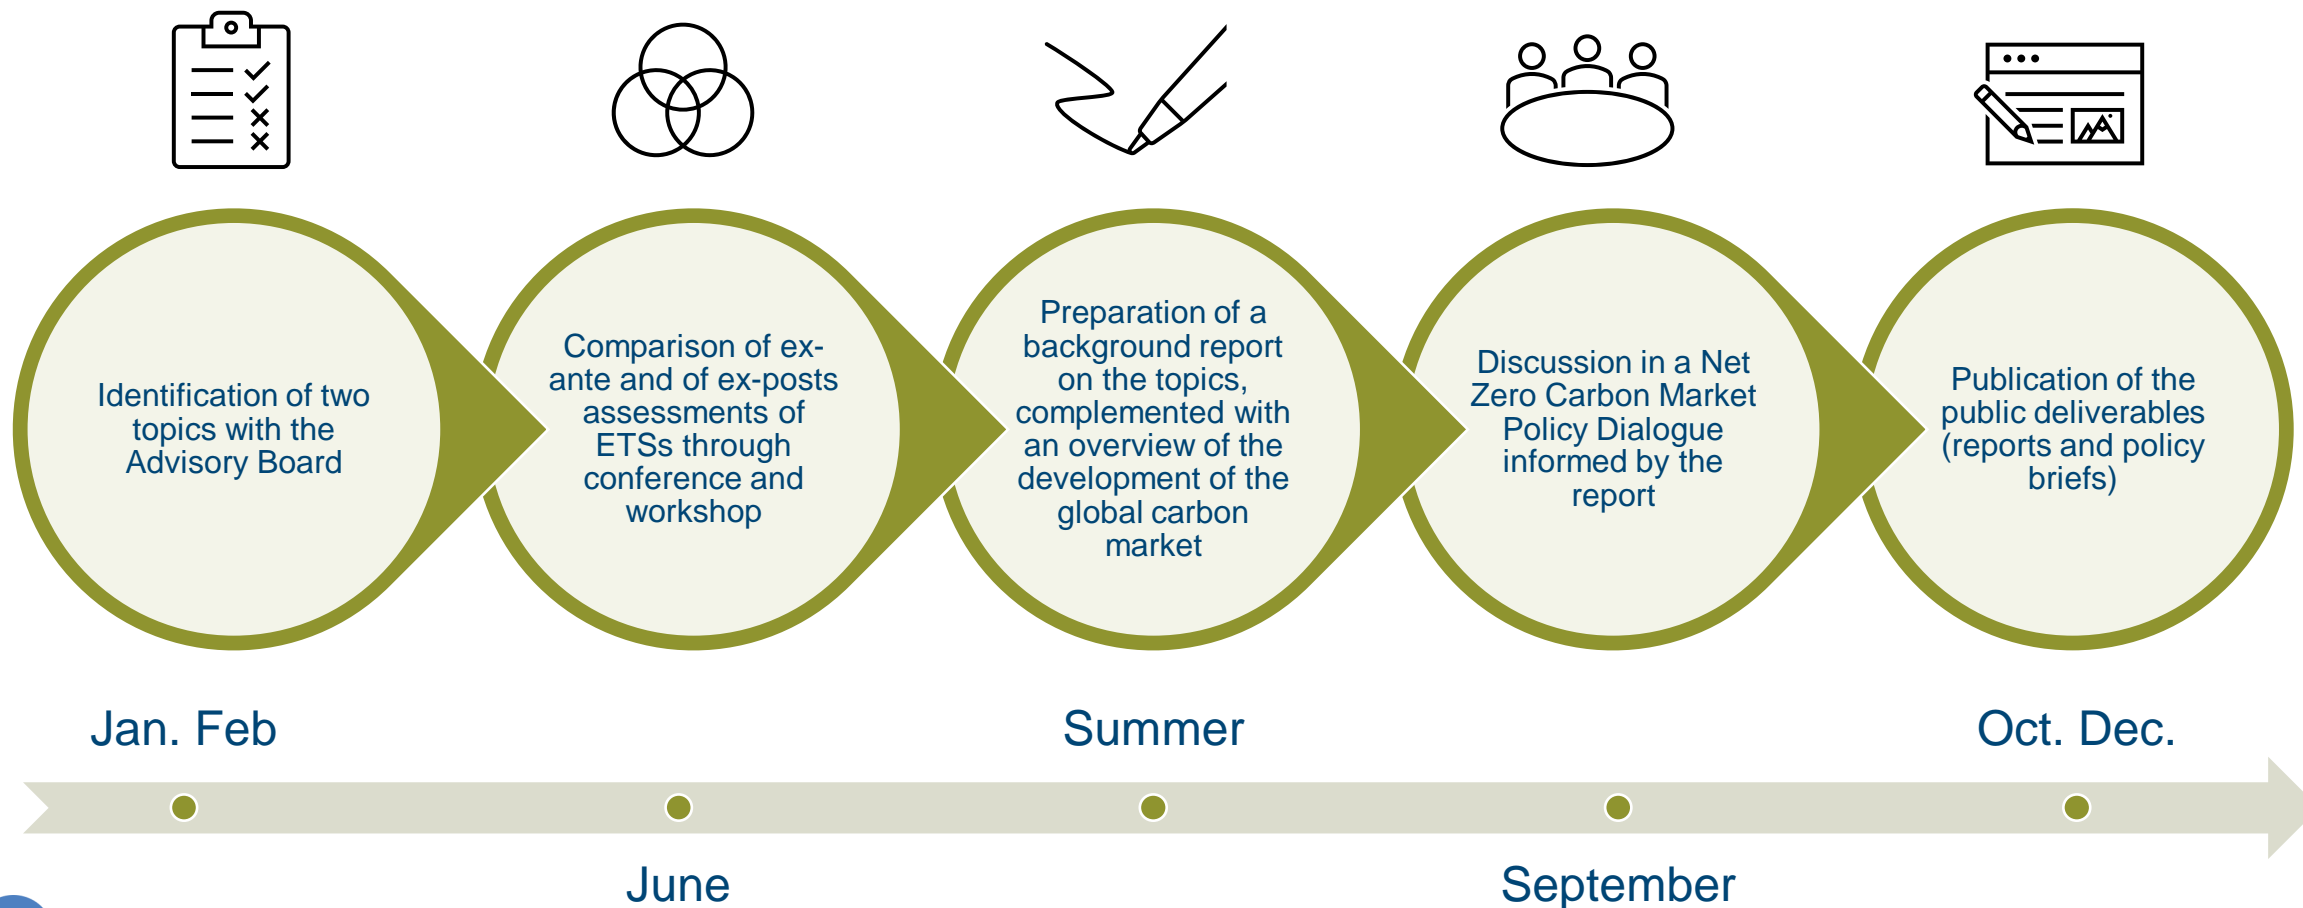 Identification of two
topics with the
Advisory Board
Comparison of ex-
ante and of ex-posts
assessments of
ETSs through
conference and
workshop
Preparation of a
background report
on the topics,
complemented with
an overview of the
development of the
global carbon
market
Discussion in a Net
Zero Carbon Market
Policy Dialogue
informed by the
report
Publication of the
public deliverables
(reports and policy
briefs)
Jan. Feb
Summer
Oct. Dec.
June
September